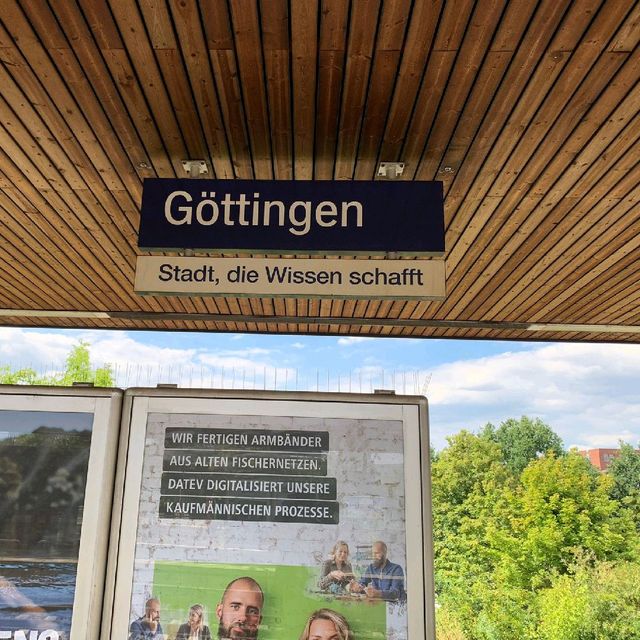 Göttingen
Stadt, die Wissen schafft
WIR FERTIGEN ARMBÄNDER
AUS ALTEN FISCHERNETZEN.
DATEV DIGITALISIERT UNSERE
KAUFMÄNNISCHEN PROZESSE.